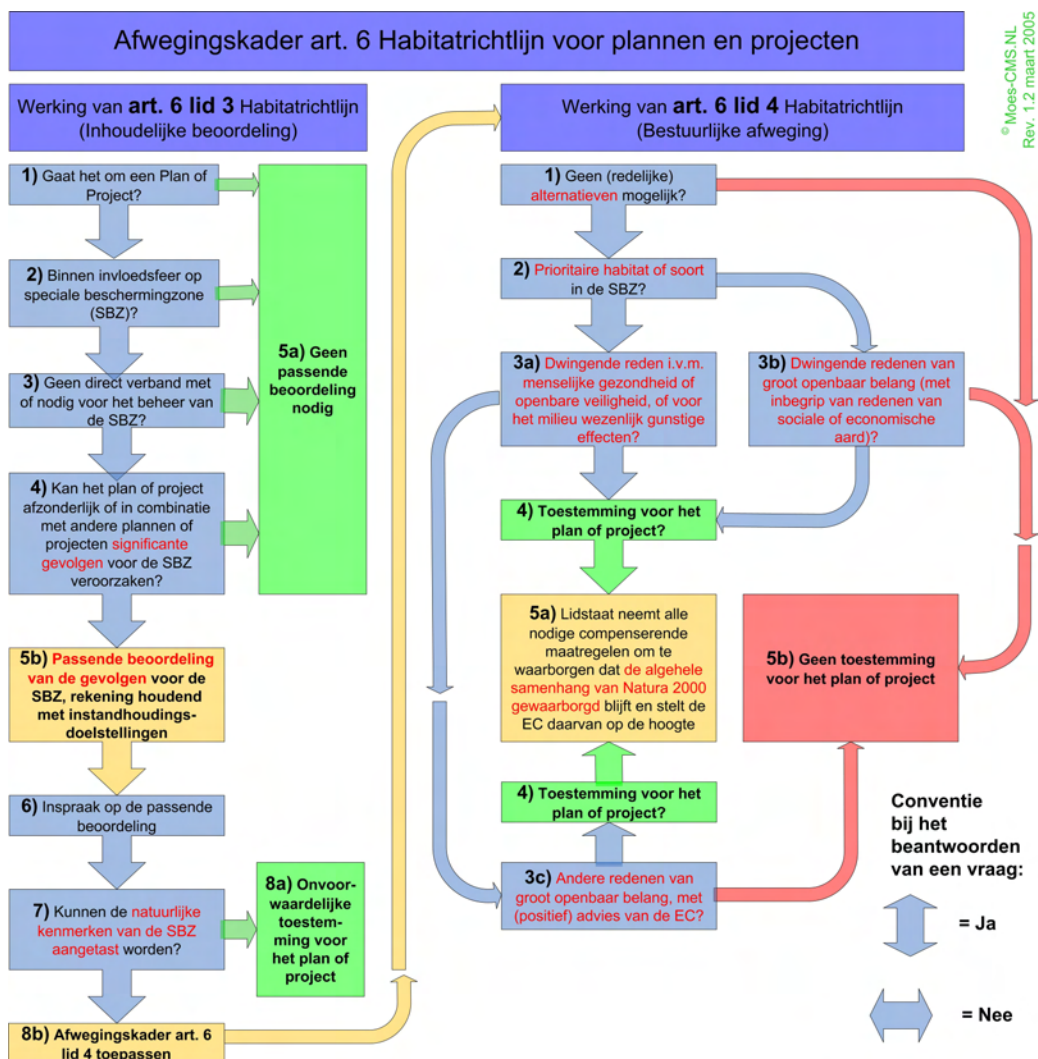 Afwegingskader art. 6 Habitatrichtlijn voor plannen en projecten
© Moes-CMS.NL
Rev. 1.2 maart 2005
Werking van art. 6 lid 3 Habitatrichtlijn
(Inhoudelijke beoordeling)
1) Gaat het om een Plan of
Project?
2) Binnen invloedsfeer op
speciale beschermingzone
(SBZ)?
3) Geen direct verband met
of nodig voor het beheer van
de SBZ?
4) Kan het plan of project
afzonderlijk of in combinatie
met andere plannen of
projecten significante
gevolgen voor de SBZ
veroorzaken?
5a) Geen
passende
beoordeling
nodig
5b) Passende beoordeling
van de gevolgen voor de
SBZ, rekening houdend
met instandhoudings-
doelstellingen
6) Inspraak op de passende
beoordeling
7) Kunnen de natuurlijke
kenmerken van de SBZ
aangetast worden?
8a) Onvoor-
waardelijke
toestem-
ming voor
het plan of
project
8b) Afwegingskader art. 6
lid 4 toepassen
Werking van art. 6 lid 4 Habitatrichtlijn
(Bestuurlijke afweging)
1) Geen (redelijke)
alternatieven mogelijk?
2) Prioritaire habitat of soort
in de SBZ?
3a) Dwingende reden i.v.m.
menselijke gezondheid of
openbare veiligheid, of voor
het milieu wezenlijk gunstige
effecten?
3b) Dwingende redenen van
groot openbaar belang (met
inbegrip van redenen van
sociale of economische
aard)?
4) Toestemming voor het
plan of project?
5a) Lidstaat neemt alle
nodige compenserende
maatregelen om te
waarborgen dat de algehele
samenhang van Natura 2000
gewaarborgd blijft en stelt de
EC daarvan op de hoogte
5b) Geen toestemming
voor het plan of project
4) Toestemming voor het
plan of project?
3c) Andere redenen van
groot openbaar belang, met
(positief) advies van de EC?
Conventie
bij het
beantwoorden
van een vraag:
= Ja
= Nee